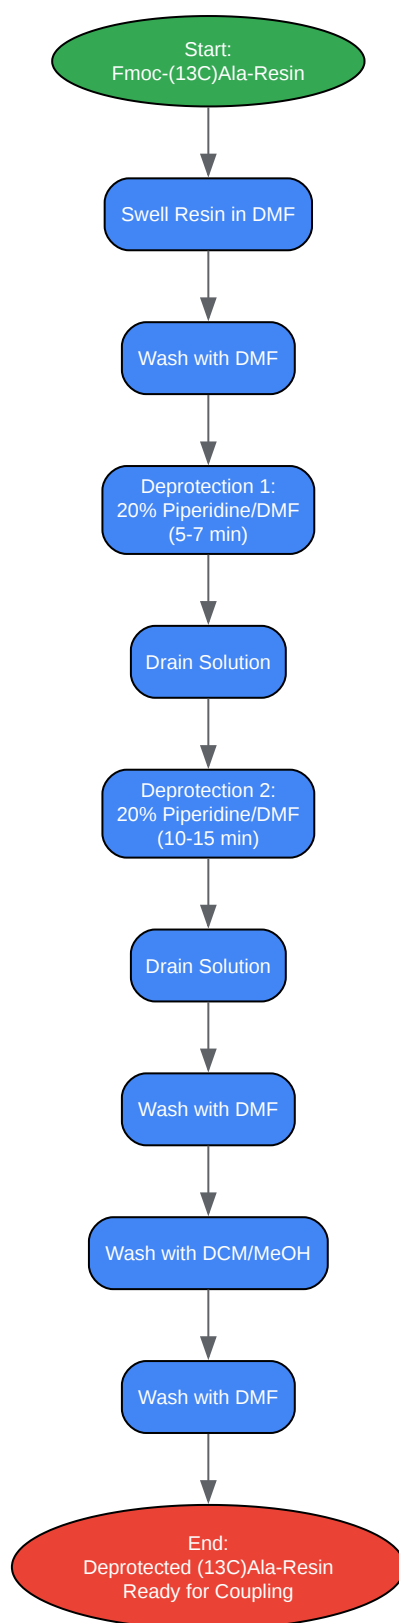 Start:
Fmoc-(13C)Ala-Resin
Swell Resin in DMF
Wash with DMF
Deprotection 1:
20% Piperidine/DMF
(5-7 min)
Drain Solution
Deprotection 2:
20% Piperidine/DMF
(10-15 min)
Drain Solution
Wash with DMF
Wash with DCM/MeOH
Wash with DMF
End:
Deprotected (13C)Ala-Resin
Ready for Coupling